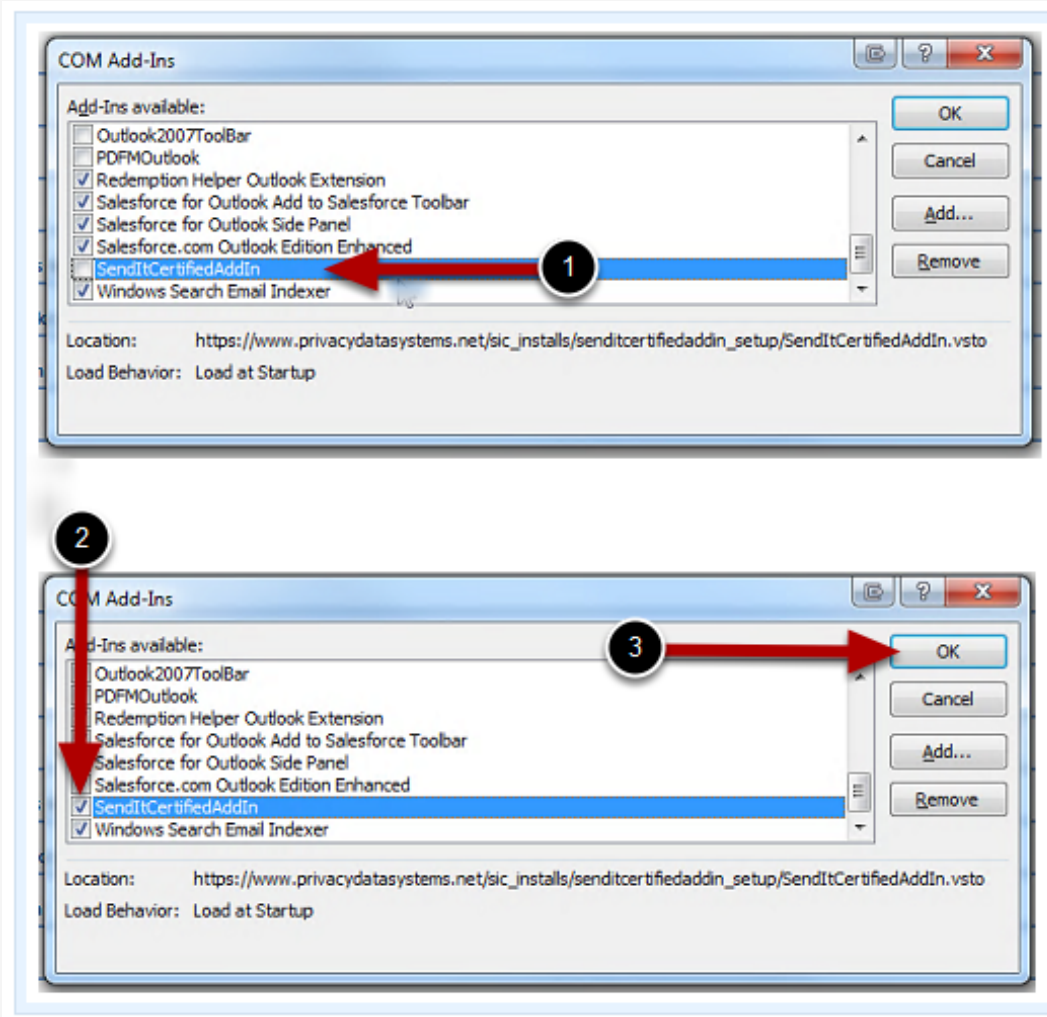 COM Add-Ins
Add-Ins available:
Outlook2007ToolBar
PDFMOutlook
Redemption Helper Outlook Extension
Salesforce for Outlook Add to Salesforce Toolbar
Salesforce for Outlook Side Panel
Salesforce.com Outlook Edition Enhanced
SendItCertifiedAddIn
Windows Search Email Indexer
OK
Cancel
Add...
Remove
1
Location: https://www.privacydatasystems.net/sic_installs/senditcertifiedaddin_setup/SendItCertifiedAddIn.vsto
Load Behavior: Load at Startup
2
COM Add-Ins
Add-Ins available:
Outlook2007ToolBar
PDFMOutlook
Redemption Helper Outlook Extension
Salesforce for Outlook Add to Salesforce Toolbar
Salesforce for Outlook Side Panel
Salesforce.com Outlook Edition Enhanced
SendItCertifiedAddIn
Windows Search Email Indexer
3
OK
Cancel
Add...
Remove
Location: https://www.privacydatasystems.net/sic_installs/senditcertifiedaddin_setup/SendItCertifiedAddIn.vsto
Load Behavior: Load at Startup